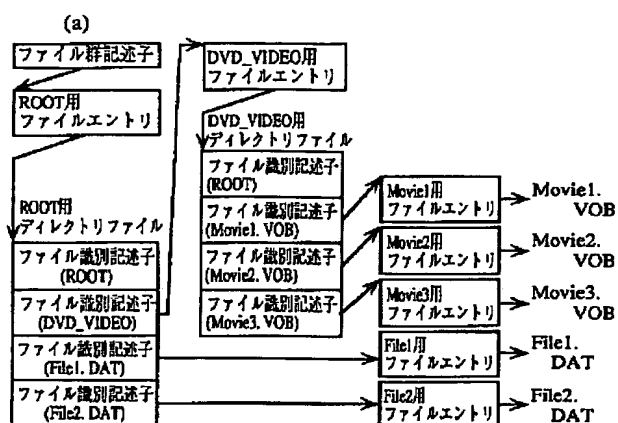 (a)
ファイル群記述子
ROOT用
ファイルエントリ
ROOT用
ディレクトリファイル
ファイル識別記述子
(ROOT)
ファイル識別記述子
(DVD_VIDEO)
ファイル識別記述子
(File1. DAT)
ファイル識別記述子
(File2. DAT)
DVD_VIDEO用
ファイルエントリ
DVD_VIDEO用
ディレクトリファイル
ファイル識別記述子
(ROOT)
ファイル識別記述子
(Movie1. VOB)
ファイル識別記述子
(Movie2. VOB)
ファイル識別記述子
(Movie3. VOB)
Movie1用
ファイルエントリ
Movie1.
VOB
Movie2用
ファイルエントリ
Movie2.
VOB
Movie3用
ファイルエントリ
Movie3.
VOB
File1用
ファイルエントリ
File1.
DAT
File2用
ファイルエントリ
File2.
DAT